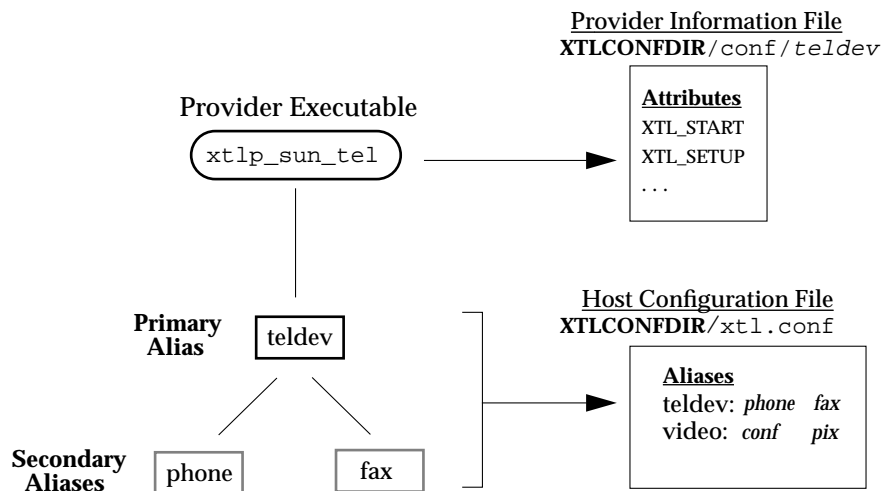 Provider Information File
XTLCONFDIR/conf/teldev
Attributes
XTL_START
XTL_SETUP
. . .
Provider Executable
xtlp_sun_tel
Host Configuration File
XTLCONFDIR/xtl.conf
Aliases
teldev: phone fax
video: conf pix
Primary
Alias
teldev
Secondary
Aliases
phone
fax